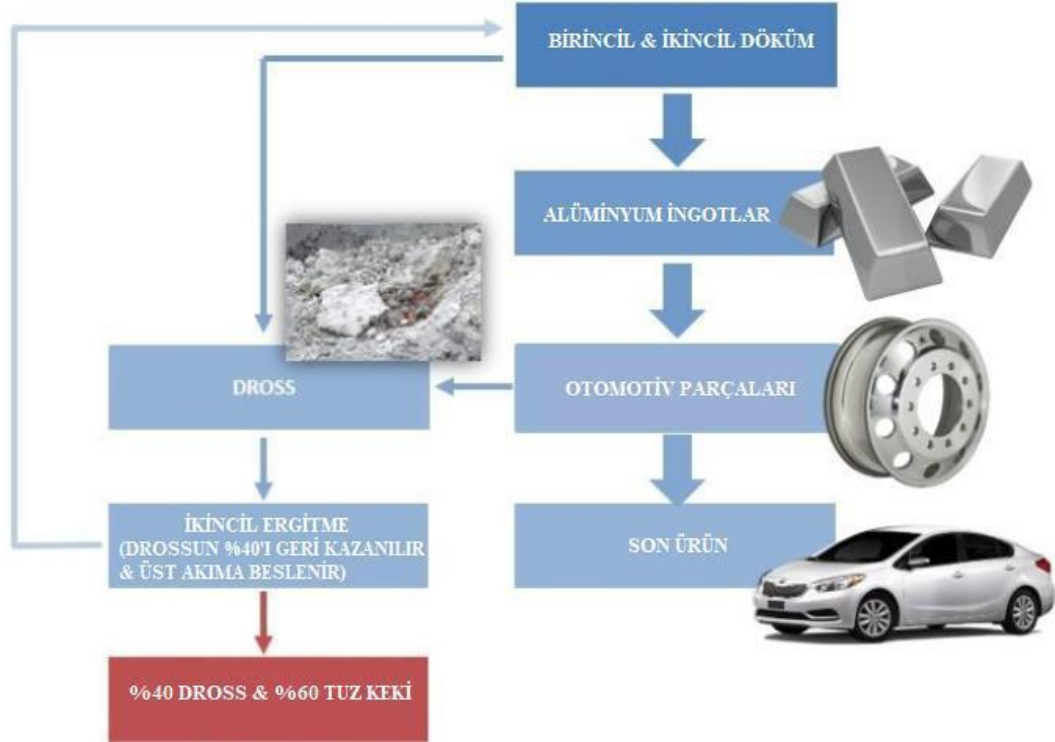 BİRİNCİL & İKİNCİL DÖKÜM
ALÜMİNYUM İNGOTLAR
DROSS
OTOMOTİV PARÇALARI
İKİNCİL ERGİTME
(DROSSUN %40'I GERİ KAZANILIR
& ÜST AKIMA BESLENİR)
SON ÜRÜN
%40 DROSS & %60 TUZ KEKİ